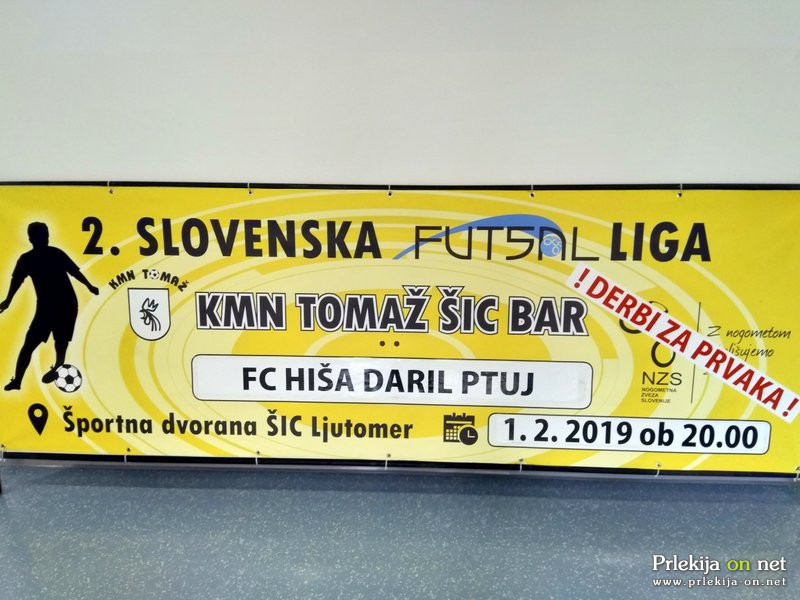 2. SLOVENSKA FUTSAL LIGA
KMN TOMAŽ
KMN TOMAŽ ŠIC BAR
! DERBI ZA PRVAKA !
:
FC HIŠA DARIL PTUJ
Z nogometom
NZS
NOGOMETNA
ZVEZA
SLOVENIJE
Športna dvorana ŠIC Ljutomer
1. 2. 2019 ob 20.00
Prlekija on net
www.prlekija-on.net